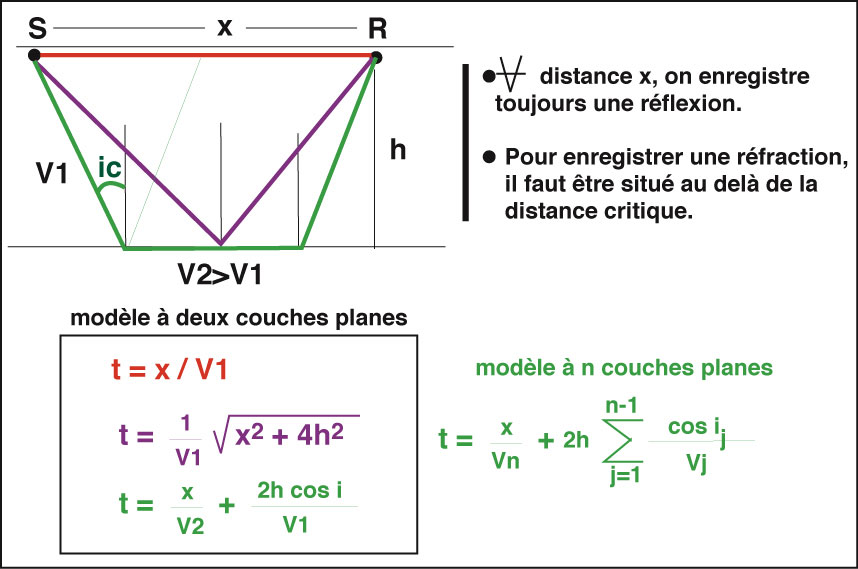 S x R
V1
ic
h
V2>V1
● ∀ distance x, on enregistre
toujours une réflexion.
● Pour enregistrer une réfraction,
il faut être situé au delà de la
distance critique.
modèle à deux couches planes
t = x / V1
t = 1/V1 √(x² + 4h²)
t = x/V2 + 2h cos i/V1
modèle à n couches planes
t = x/Vn + 2h ∑ n-1 j=1 cos ij/Vj